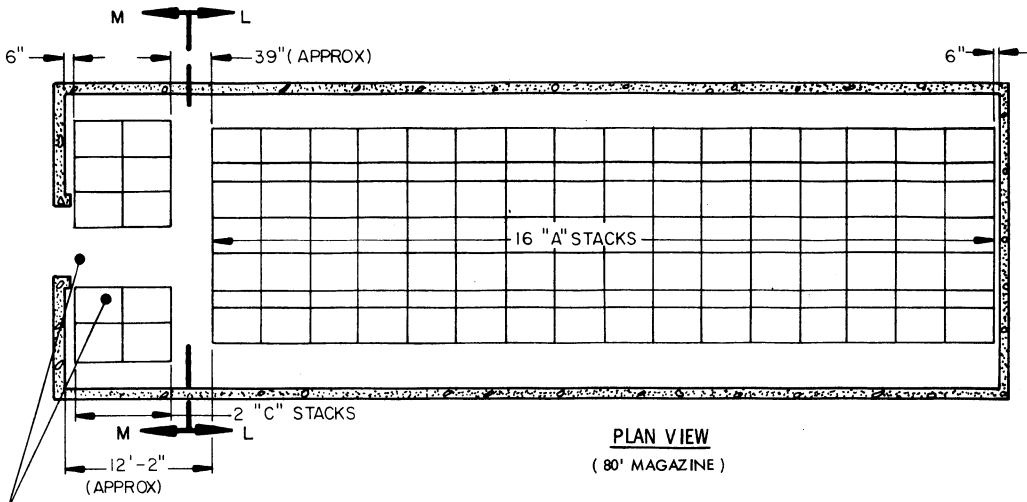 M L
6" 39" (APPROX) 6"
16 "A" STACKS
2 "C" STACKS
M L
12'-2"
(APPROX)
PLAN VIEW
( 80' MAGAZINE )